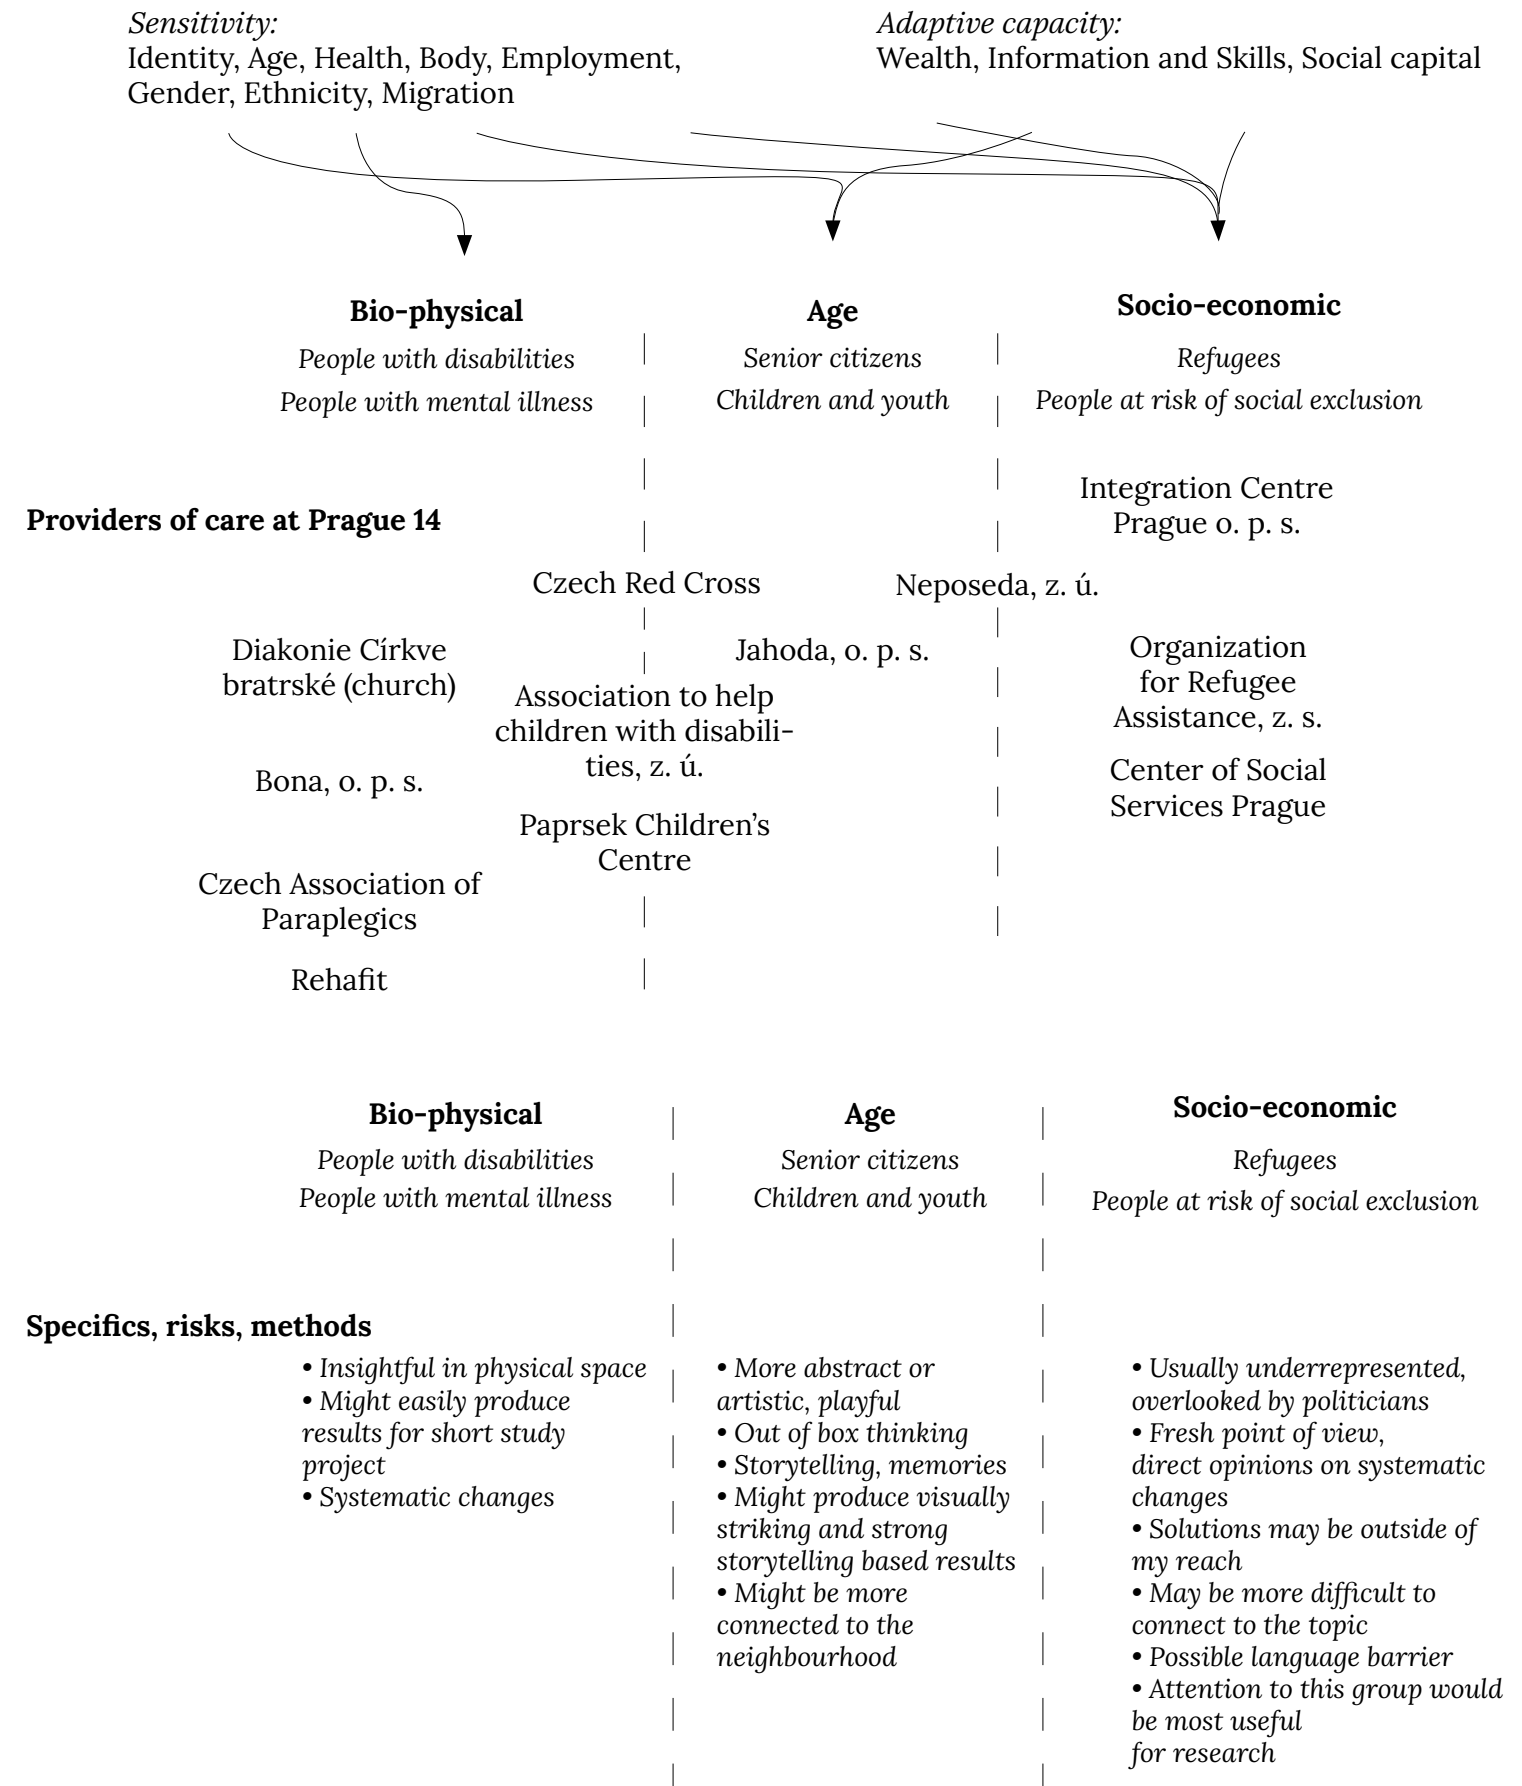 Sensitivity:
Identity, Age, Health, Body, Employment,
Gender, Ethnicity, Migration
Adaptive capacity:
Wealth, Information and Skills, Social capital
Bio-physical
People with disabilities
People with mental illness
Age
Senior citizens
Children and youth
Socio-economic
Refugees
People at risk of social exclusion
Providers of care at Prague 14
Integration Centre
Prague o. p. s.
Czech Red Cross
Neposeda, z. ú.
Diakonie Církve
bratrské (church)
Jahoda, o. p. s.
Organization
for Refugee
Assistance, z. s.
Association to help
children with disabili-
ties, z. ú.
Bona, o. p. s.
Center of Social
Services Prague
Paprsek Children’s
Centre
Czech Association of
Paraplegics
Rehafit
Bio-physical
People with disabilities
People with mental illness
Age
Senior citizens
Children and youth
Socio-economic
Refugees
People at risk of social exclusion
Specifics, risks, methods
• Insightful in physical space
• Might easily produce
results for short study
project
• Systematic changes
• More abstract or
artistic, playful
• Out of box thinking
• Storytelling, memories
• Might produce visually
striking and strong
storytelling based results
• Might be more
connected to the
neighbourhood
• Usually underrepresented,
overlooked by politicians
• Fresh point of view,
direct opinions on systematic
changes
• Solutions may be outside of
my reach
• May be more difficult to
connect to the topic
• Possible language barrier
• Attention to this group would
be most useful
for research